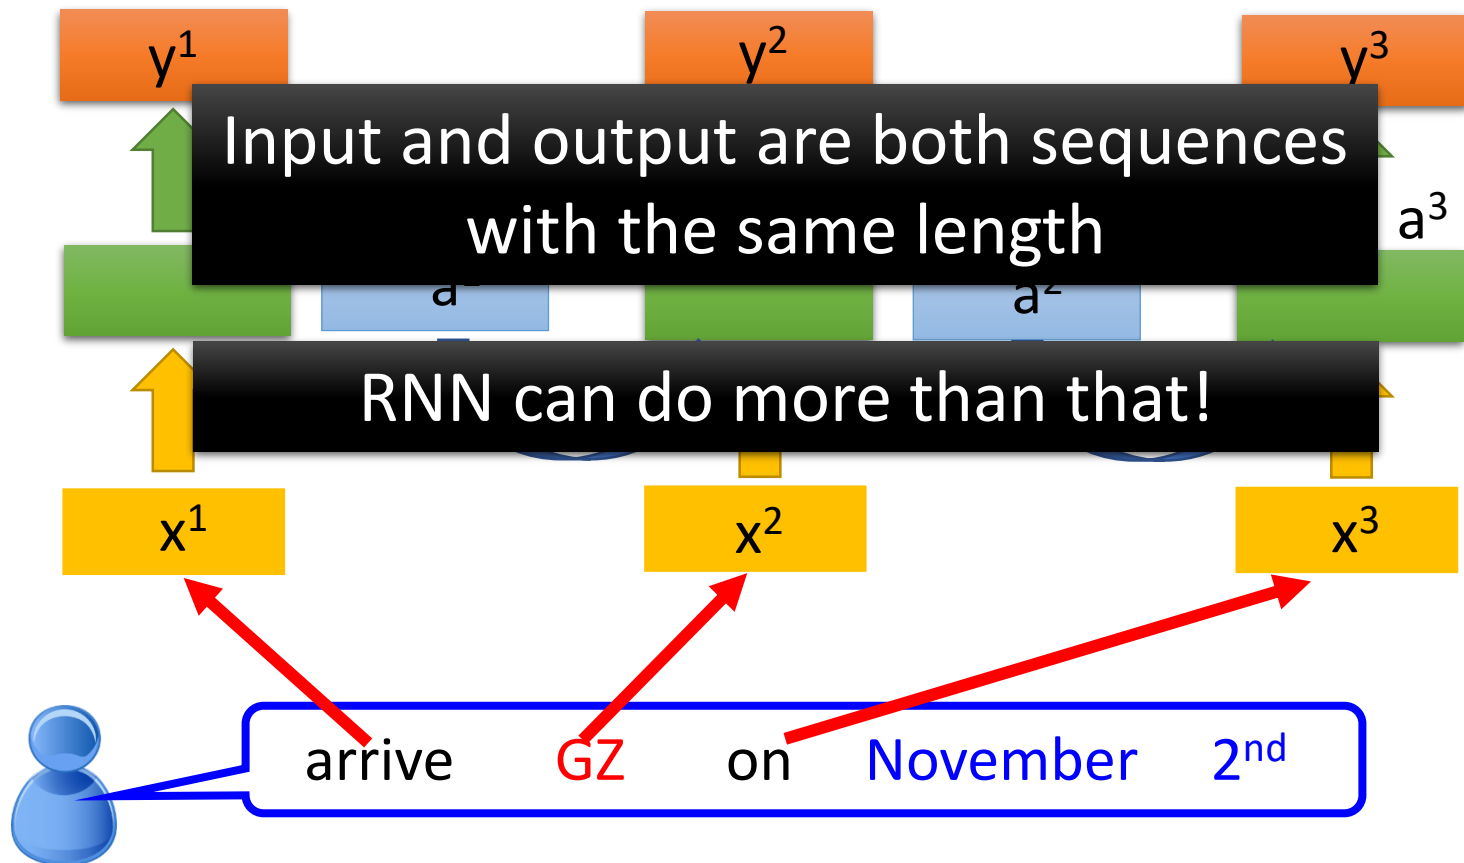 y¹ y² y³
Input and output are both sequences
with the same length
a³
a²
RNN can do more than that!
x¹ x² x³
arrive GZ on November 2ⁿᵈ